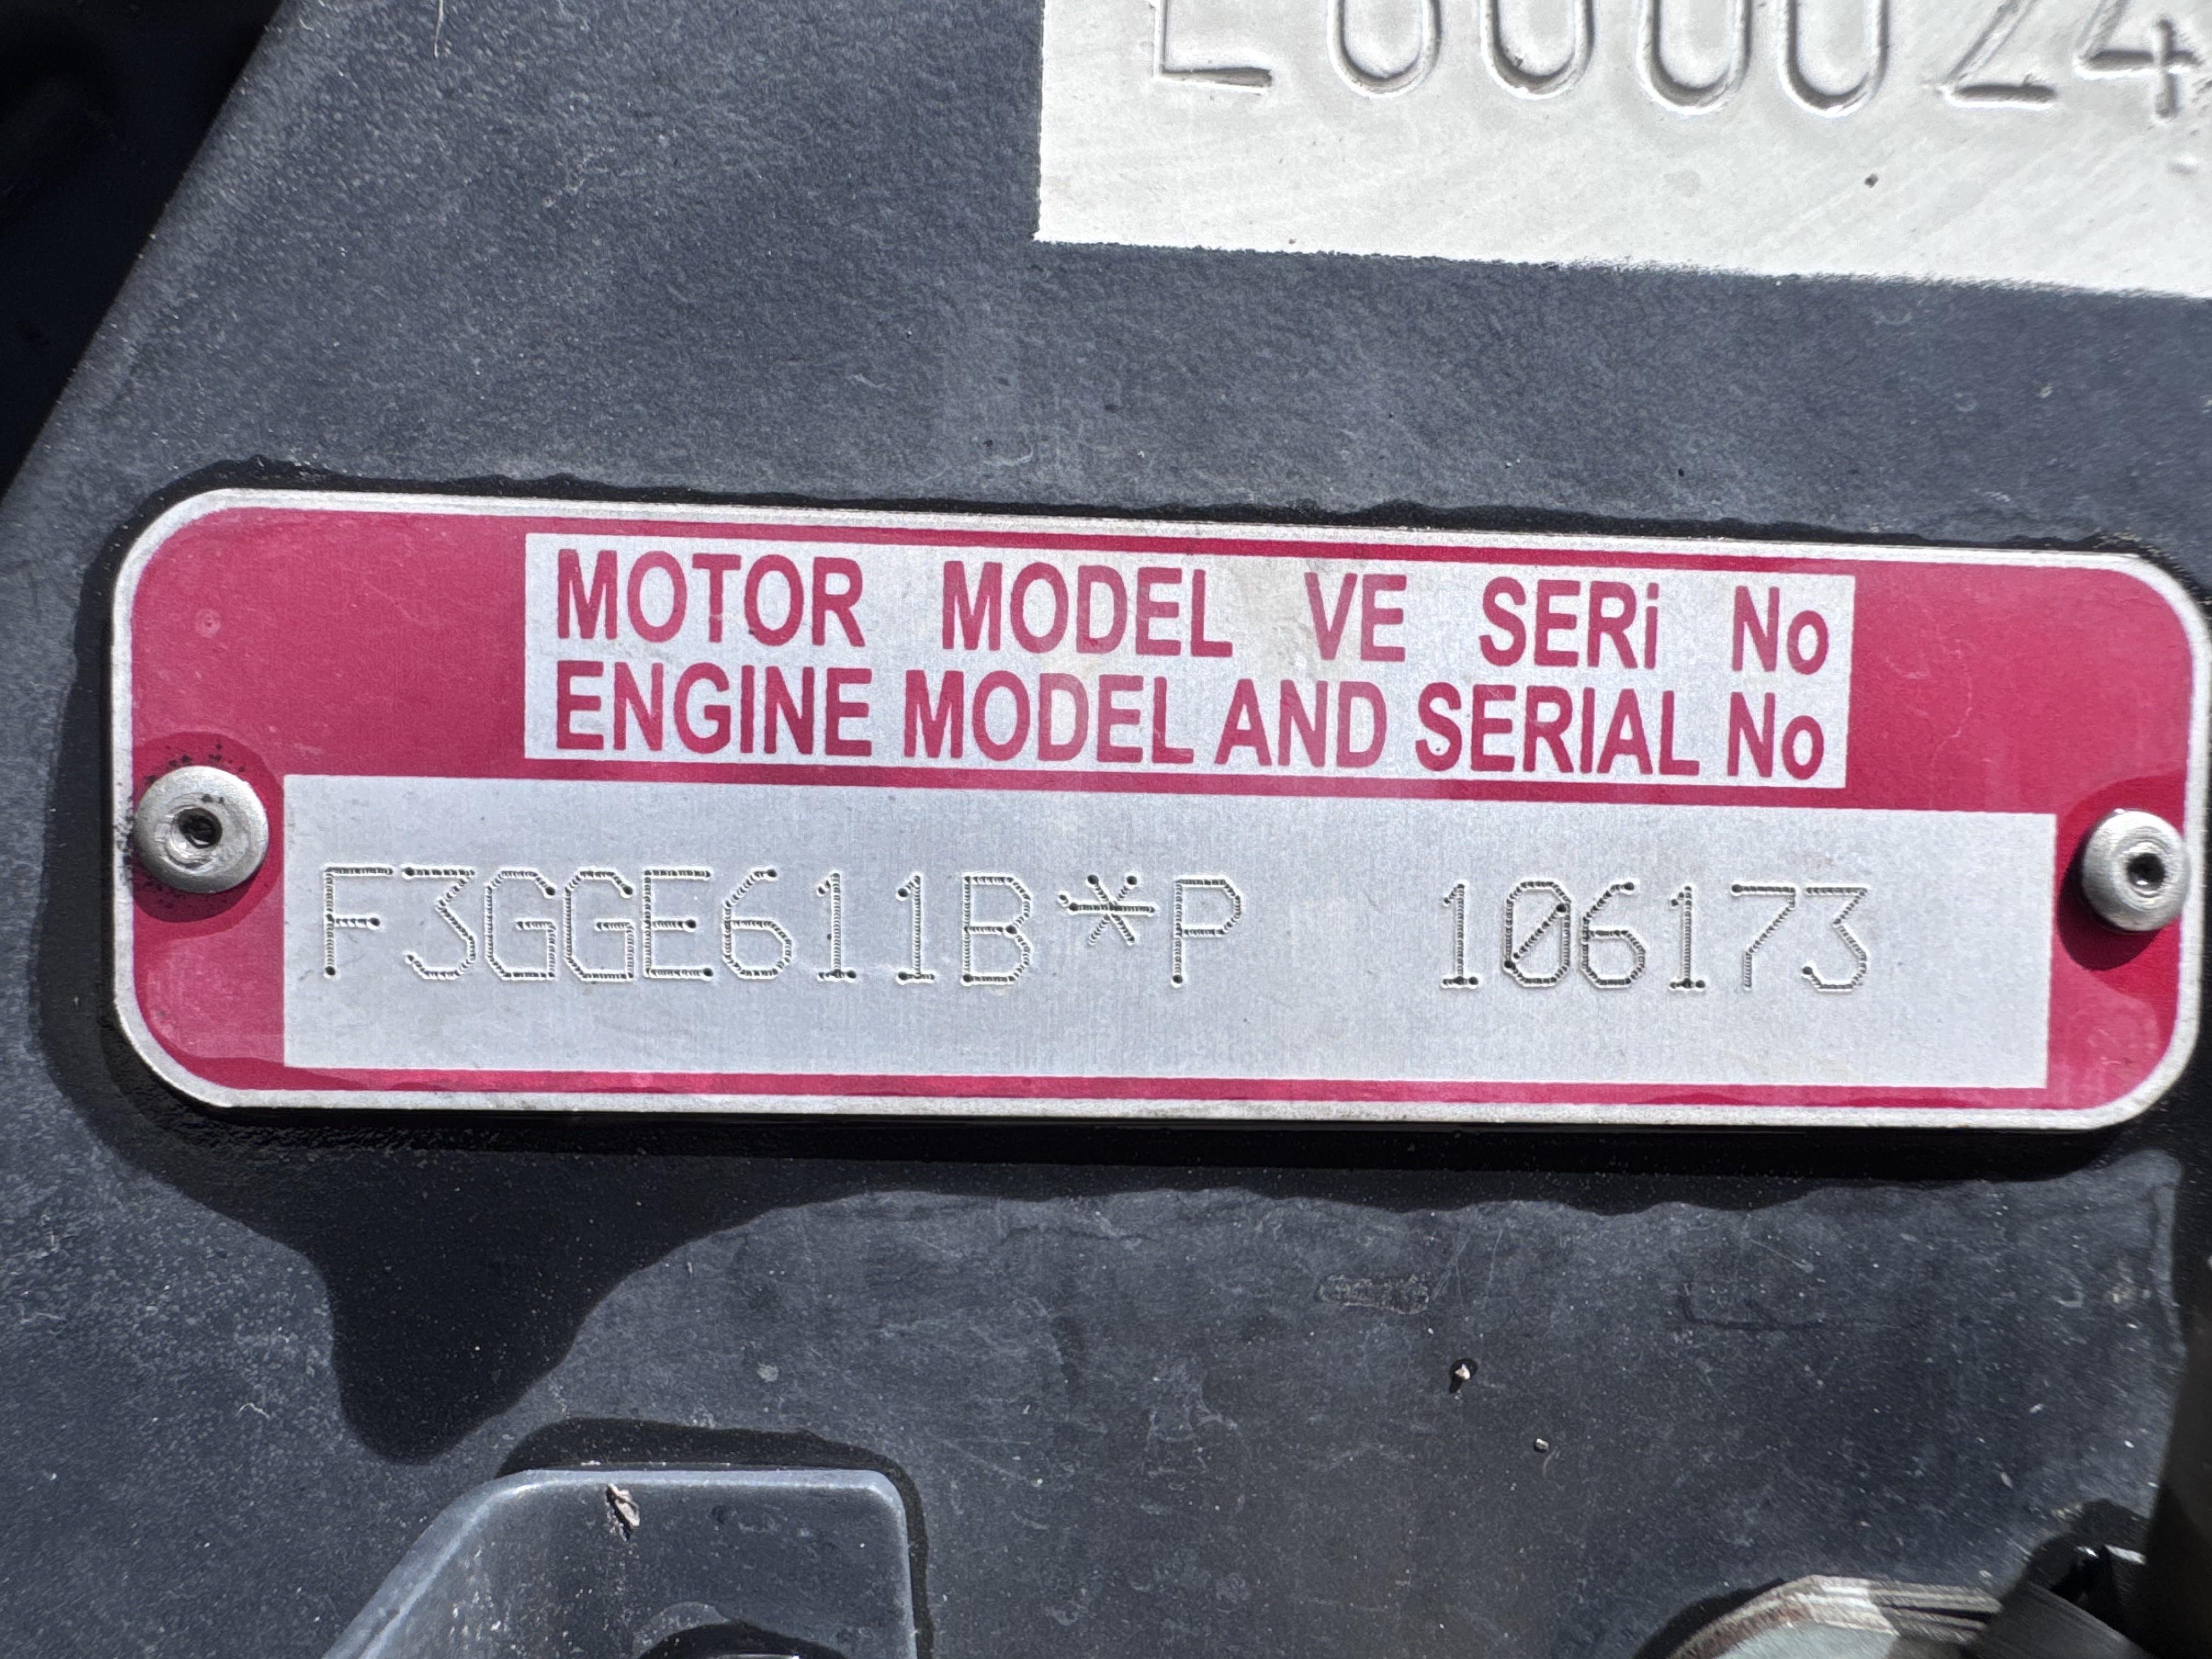 MOTOR MODEL VE SERİ No
ENGINE MODEL AND SERIAL No
F3GGE611B*P 106173